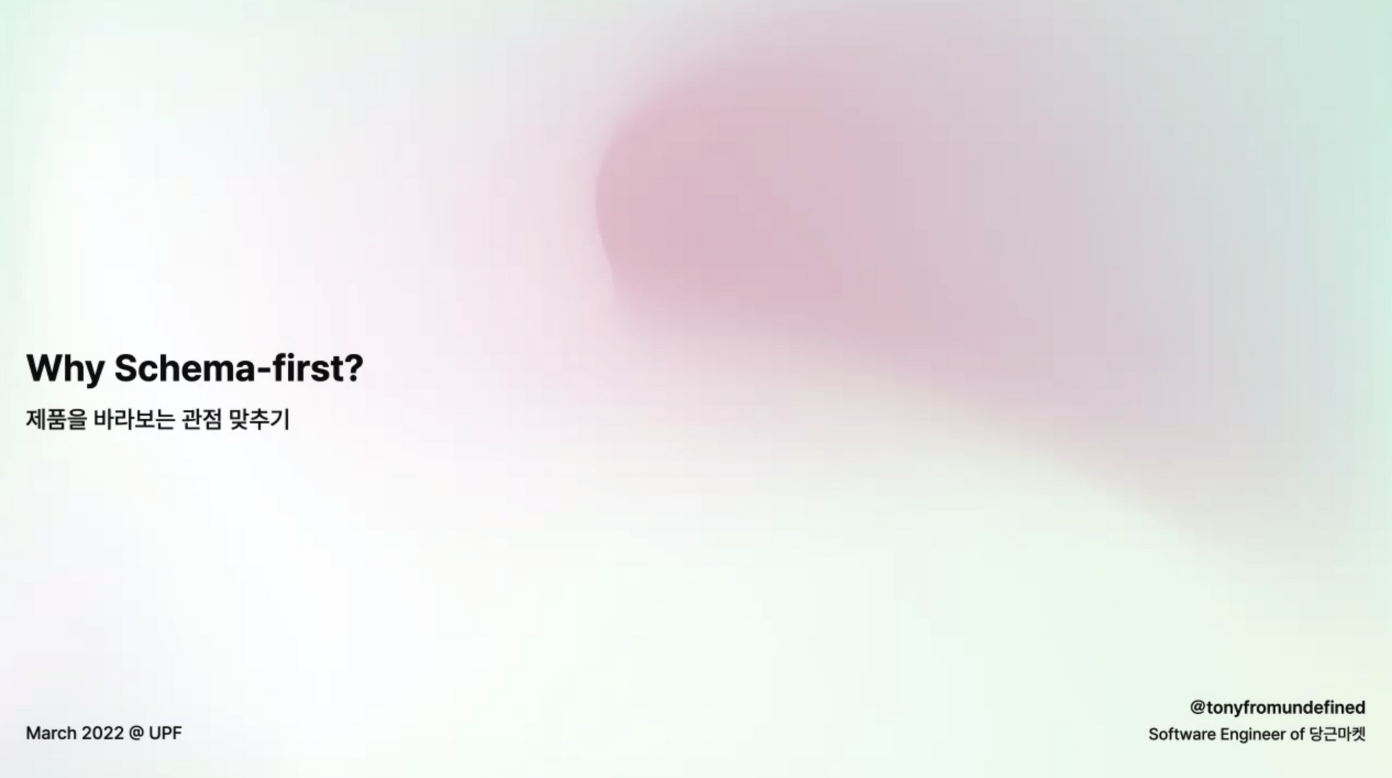 Why Schema-first?
제품을 바라보는 관점 맞추기
March 2022 @ UPF
@tonyfromundefined
Software Engineer of 당근마켓